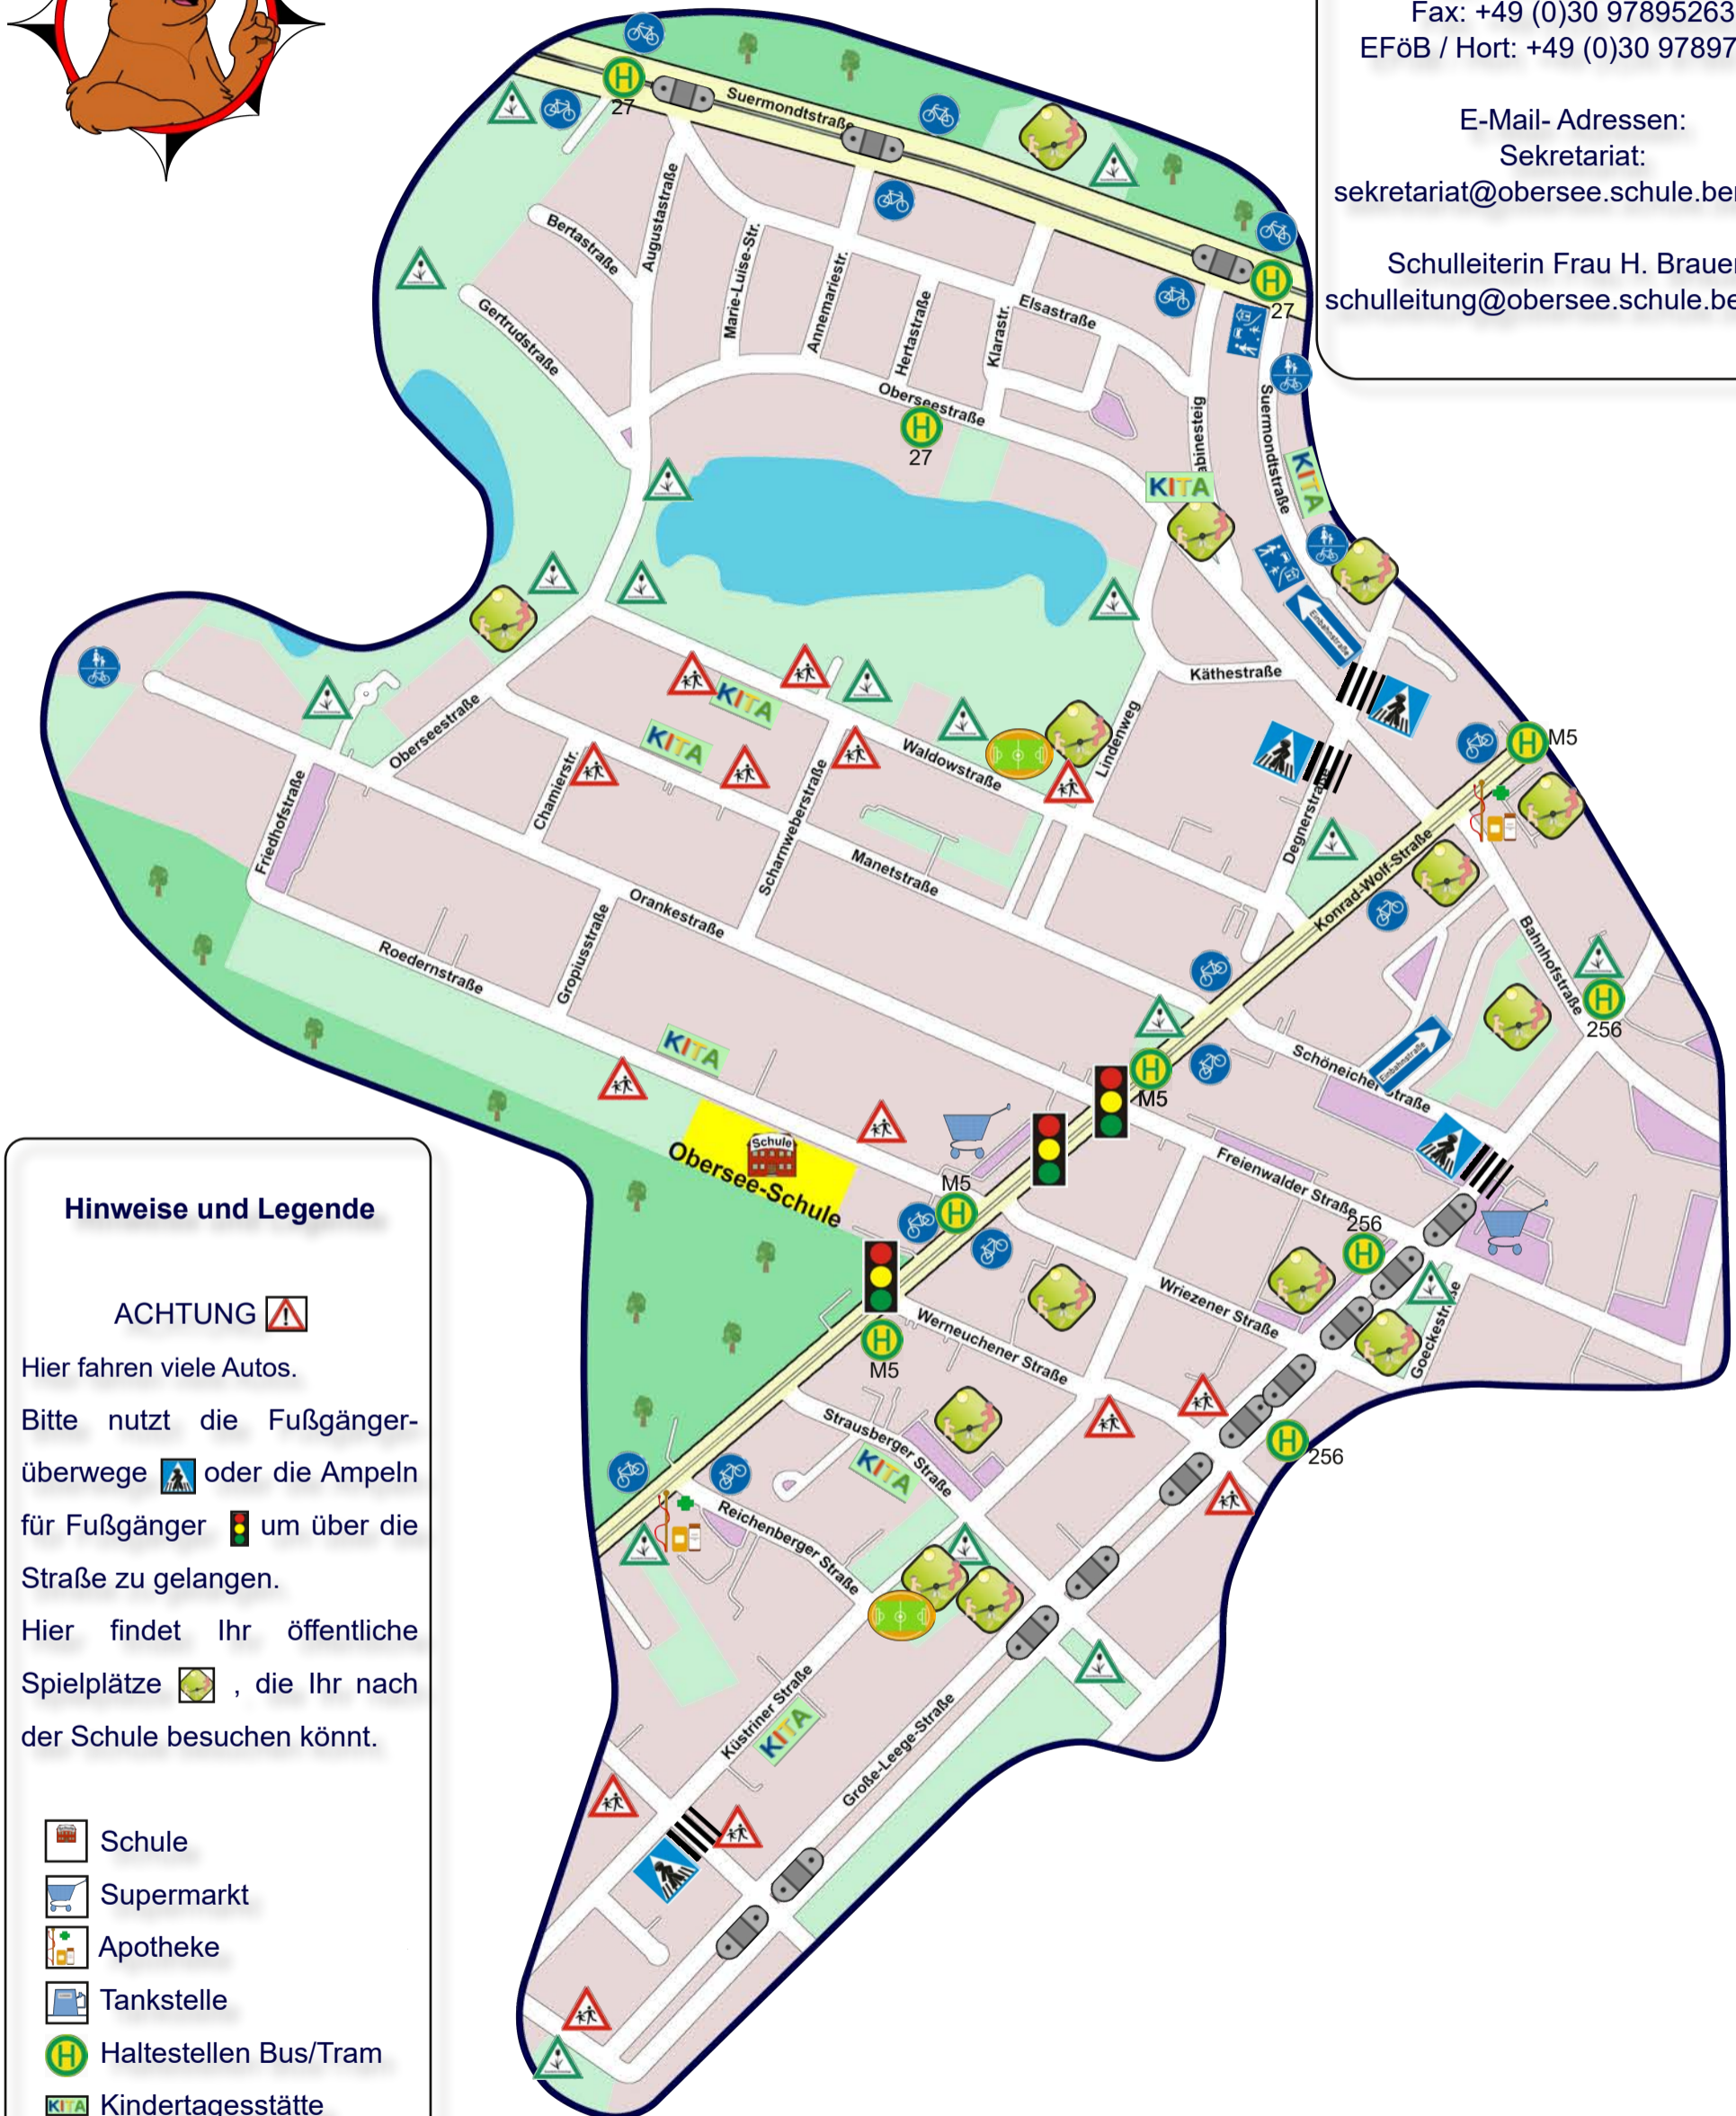 Fax: +49 (0)30 97895263
EFöB / Hort: +49 (0)30 97897
E-Mail- Adressen:
Sekretariat:
sekretariat@obersee.schule.ber
Schulleiterin Frau H. Brauer
schulleitung@obersee.schule.be
27
Suermondtstraße
Bertastraße
Augustastraße
Marie-Luise-Str.
Annemariestr.
Hertastraße
Klarastr.
Elsastraße
27
Gertrudstraße
Oberseestraße
27
abinesteig
Suermondtstraße
KITA
KITA
Einbahnstraße
Käthestraße
KITA
KITA
Oberseestraße
Chamierstr.
Scharnweberstraße
Waldowstraße
Lindenweg
Degnerstraße
M5
Friedhofstraße
Manetstraße
Konrad-Wolf-Straße
Orankestraße
Roedernstraße
Gropiusstraße
Bahnhofstraße
256
KITA
Schöneicher Straße
Einbahnstraße
M5
Schule
Obersee-Schule
M5
Freienwalder Straße
256
Wriezener Straße
Goeckestraße
Werneuchener Straße
M5
Strausberger Straße
KITA
256
Reichenberger Straße
Küstriner Straße
KITA
Große-Leege-Straße
Hinweise und Legende
ACHTUNG
Hier fahren viele Autos.
Bitte nutzt die Fußgänger-
überwege oder die Ampeln
für Fußgänger um über die
Straße zu gelangen.
Hier findet Ihr öffentliche
Spielplätze , die Ihr nach
der Schule besuchen könnt.
Schule
Supermarkt
Apotheke
Tankstelle
H Haltestellen Bus/Tram
KITA Kindertagesstätte